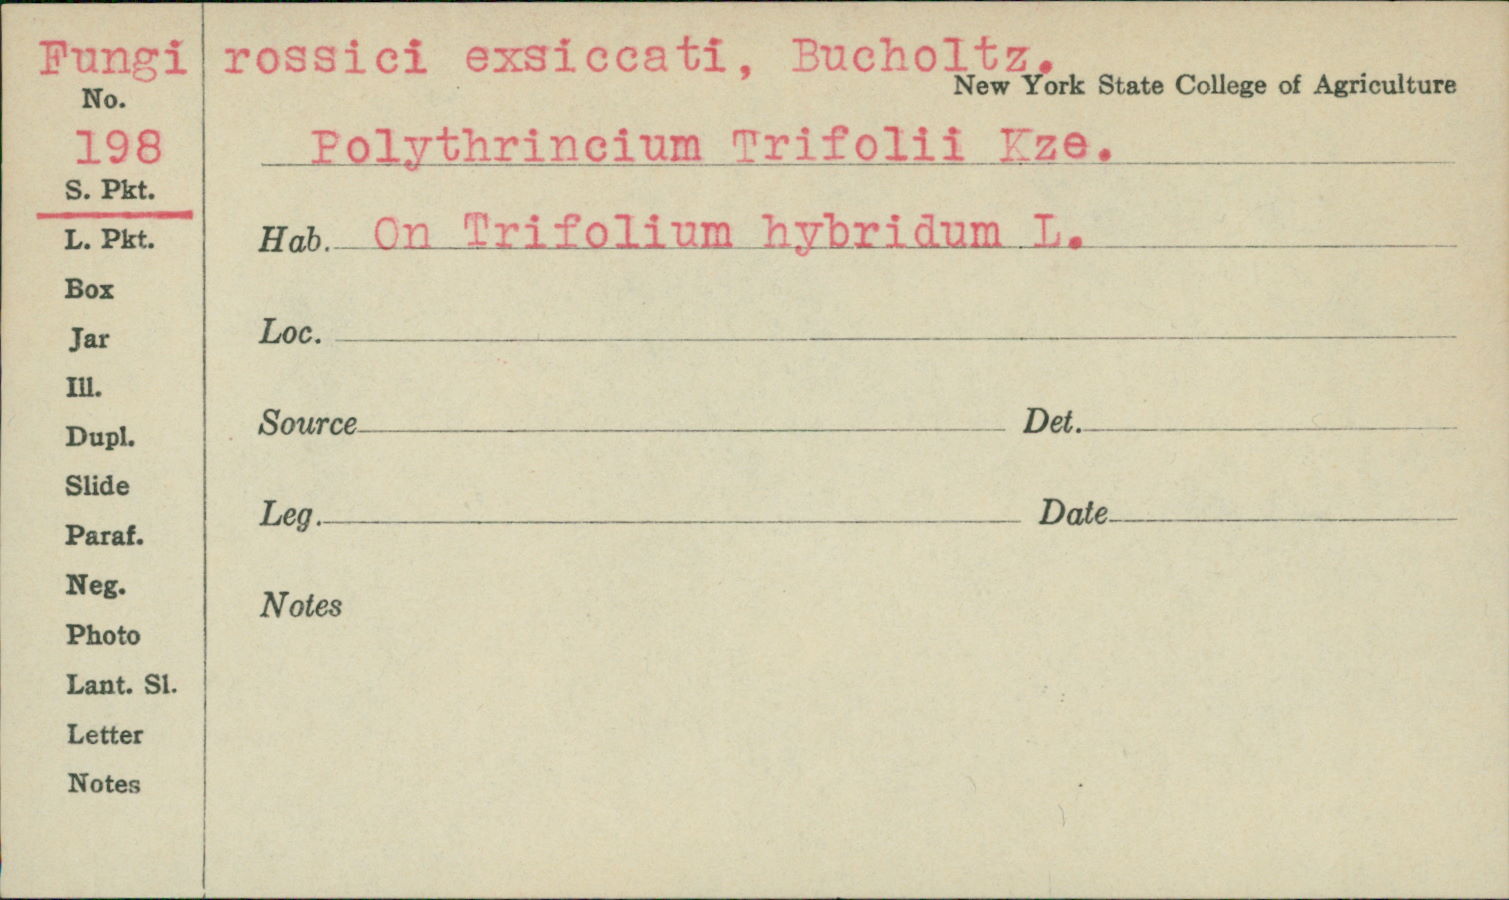 Fungi rossici exsiccati, Bucholtz.
New York State College of Agriculture
No.
198
Polythrincium Trifolii Kze.
S. Pkt.
L. Pkt.
Hab. On Trifolium hybridum L.
Box
Jar
Loc.
Ill.
Dupl.
Source Det.
Slide
Leg. Date
Paraf.
Neg.
Notes
Photo
Lant. Sl.
Letter
Notes